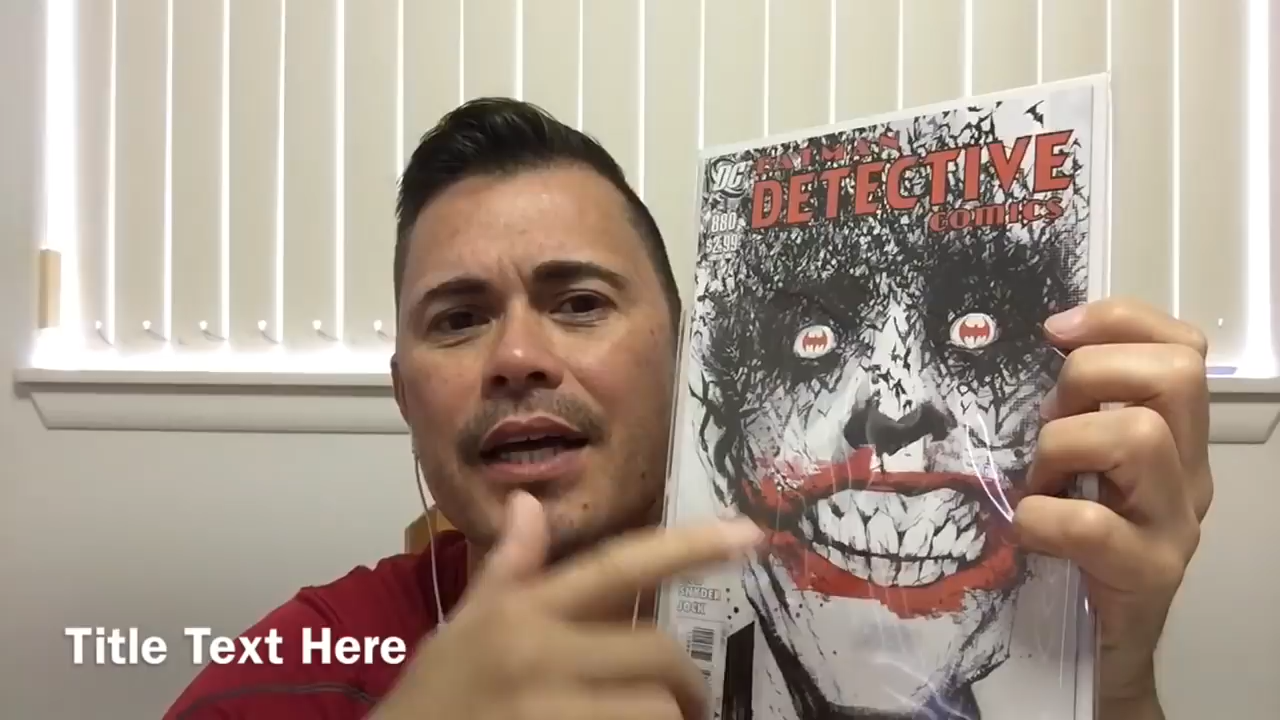 DC
BATMAN
DETECTIVE
COMICS
880
$2.99
SNYDER
JOCK
Title Text Here